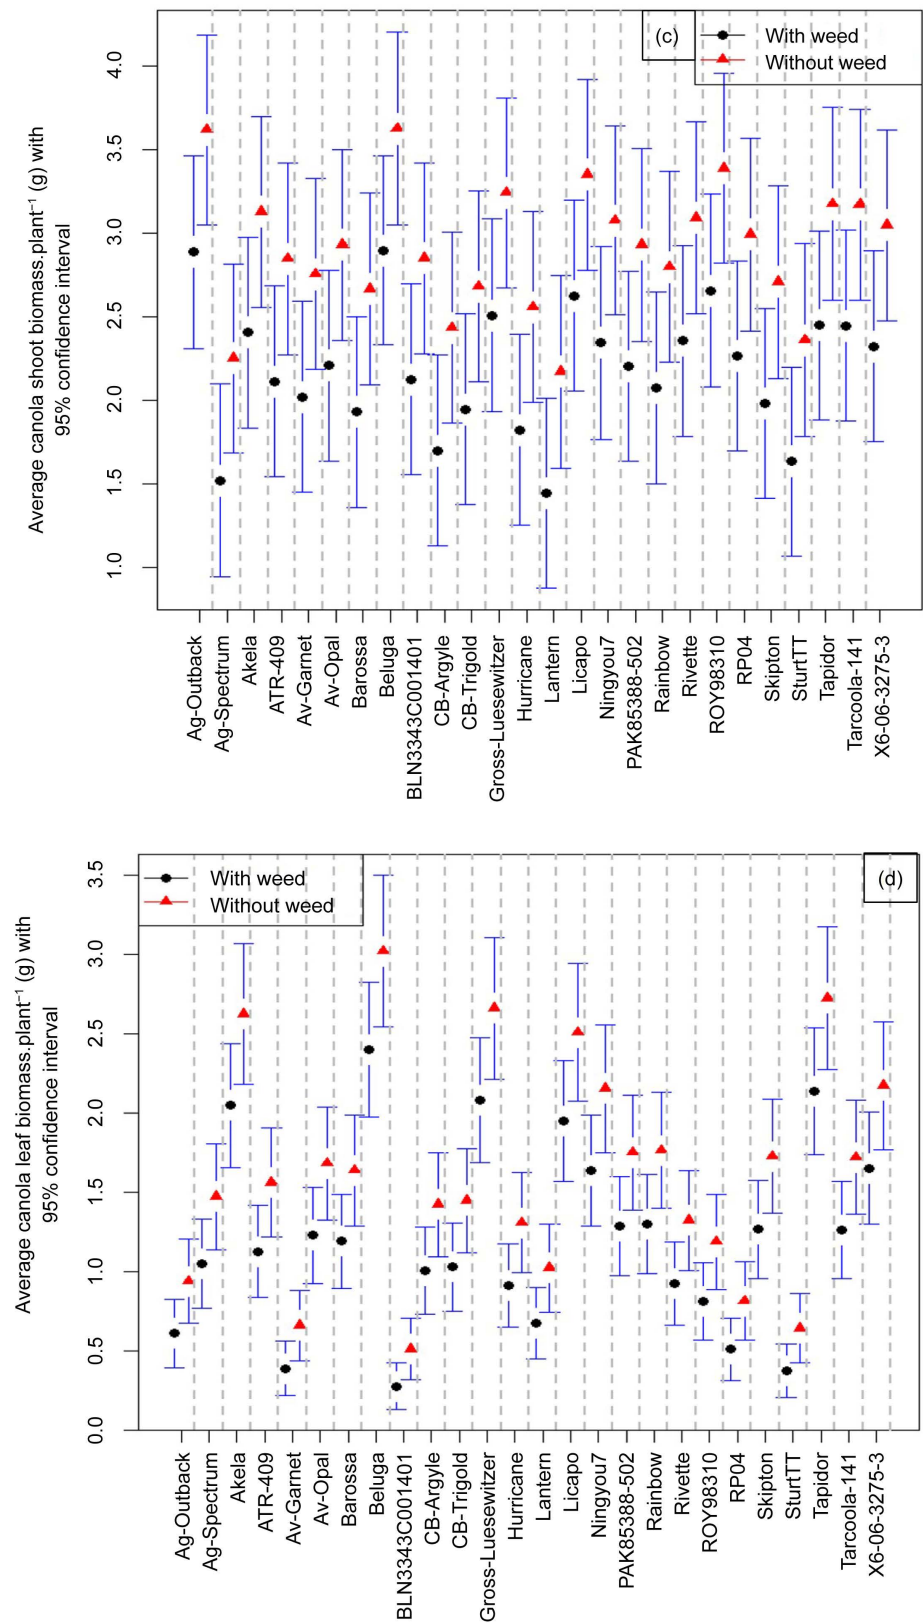 Average canola shoot biomass.plant⁻¹ (g) with
95% confidence interval
4.0
3.5
3.0
2.5
2.0
1.5
1.0
(c)
With weed
Without weed
Ag-Outback
Ag-Spectrum
Akela
ATR-409
Av-Garnet
Av-Opal
Barossa
Beluga
BLN3343C001401
CB-Argyle
CB-Trigold
Gross-Luesewitzer
Hurricane
Lantern
Licapo
Ningyou7
PAK85388-502
Rainbow
Rivette
ROY98310
RP04
Skipton
SturtTT
Tapidor
Tarcoola-141
X6-06-3275-3
Average canola leaf biomass.plant⁻¹ (g) with
95% confidence interval
3.5
3.0
2.5
2.0
1.5
1.0
0.5
0.0
With weed
Without weed
(d)
Ag-Outback
Ag-Spectrum
Akela
ATR-409
Av-Garnet
Av-Opal
Barossa
Beluga
BLN3343C001401
CB-Argyle
CB-Trigold
Gross-Luesewitzer
Hurricane
Lantern
Licapo
Ningyou7
PAK85388-502
Rainbow
Rivette
ROY98310
RP04
Skipton
SturtTT
Tapidor
Tarcoola-141
X6-06-3275-3